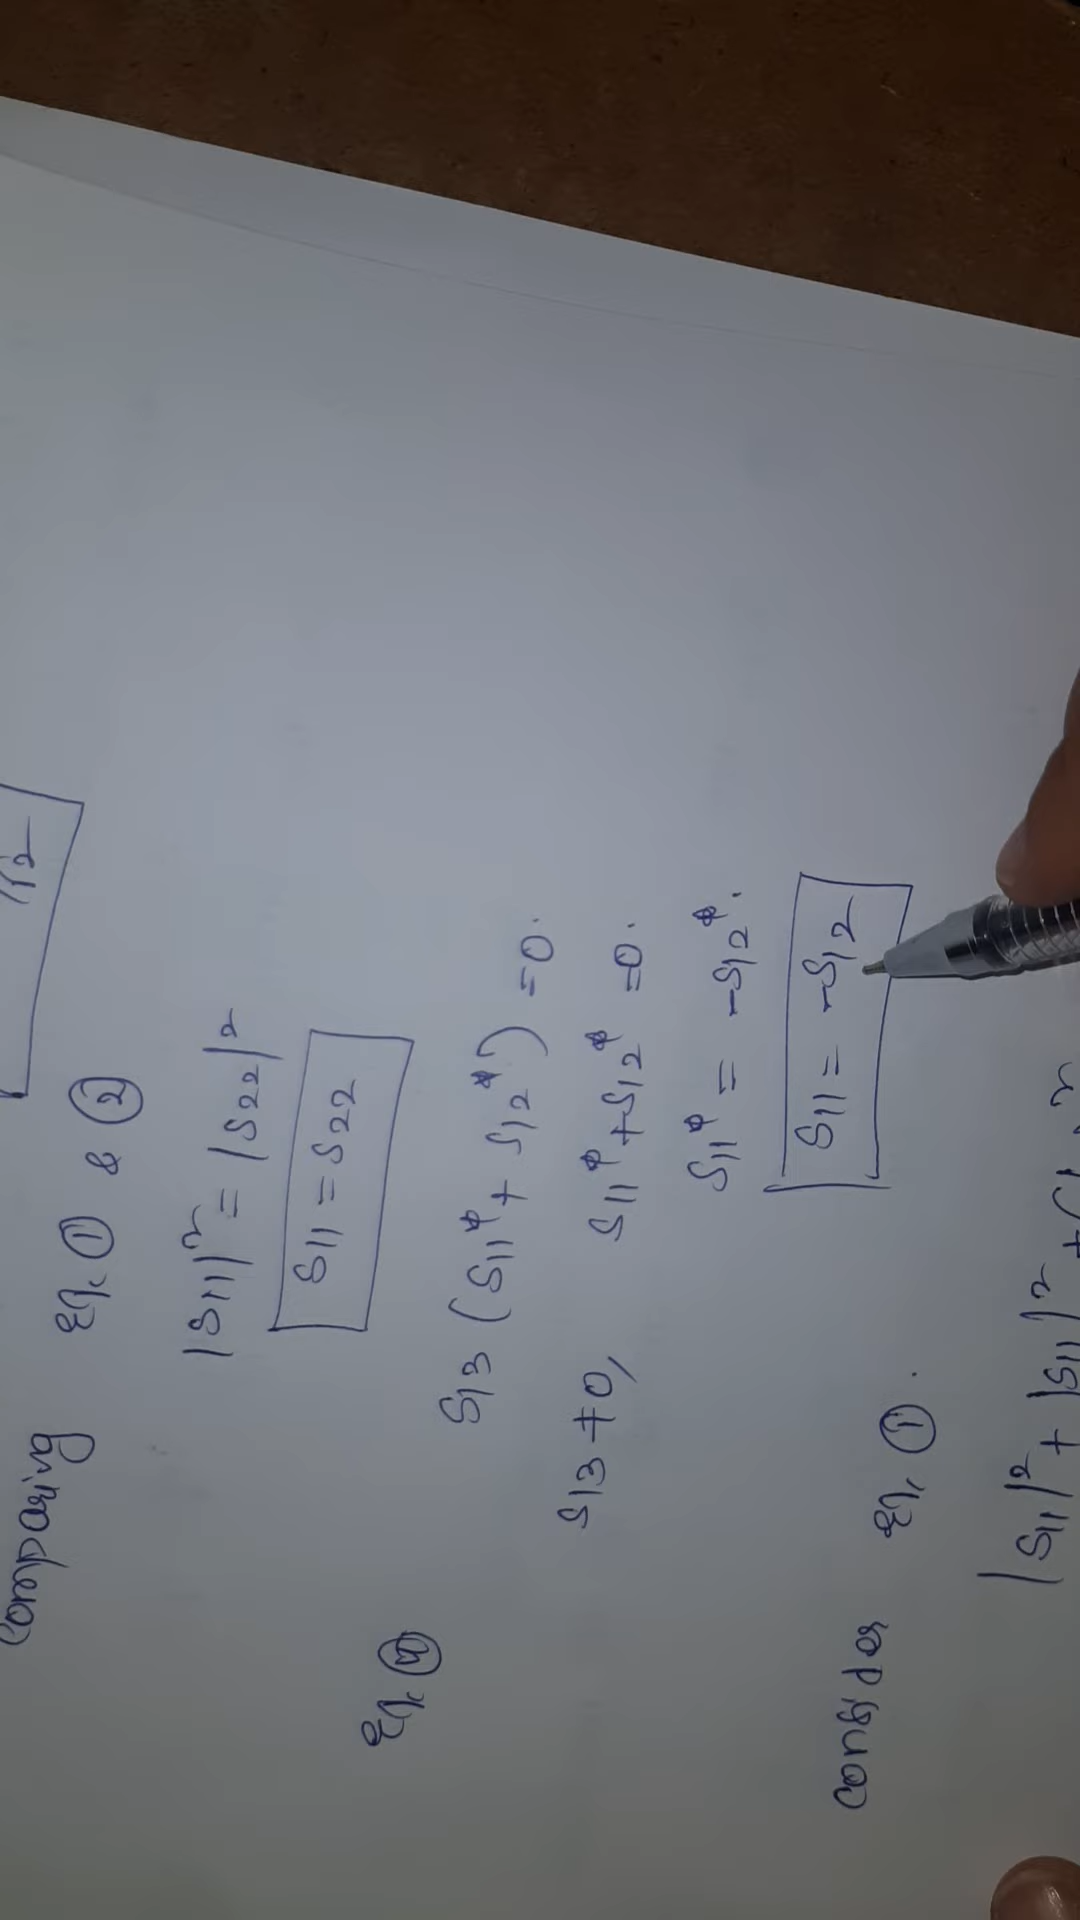 √2
Comparing Eq. ① & ②
|S11|² = |S22|²
S11 = S22
Eq. ④ S13 (S11* + S12*) = 0.
S13 ≠ 0, S11* + S12* = 0.
S11* = -S12*.
S11 = -S12
consider Eq. ①.
|S11|² + |S11|² +